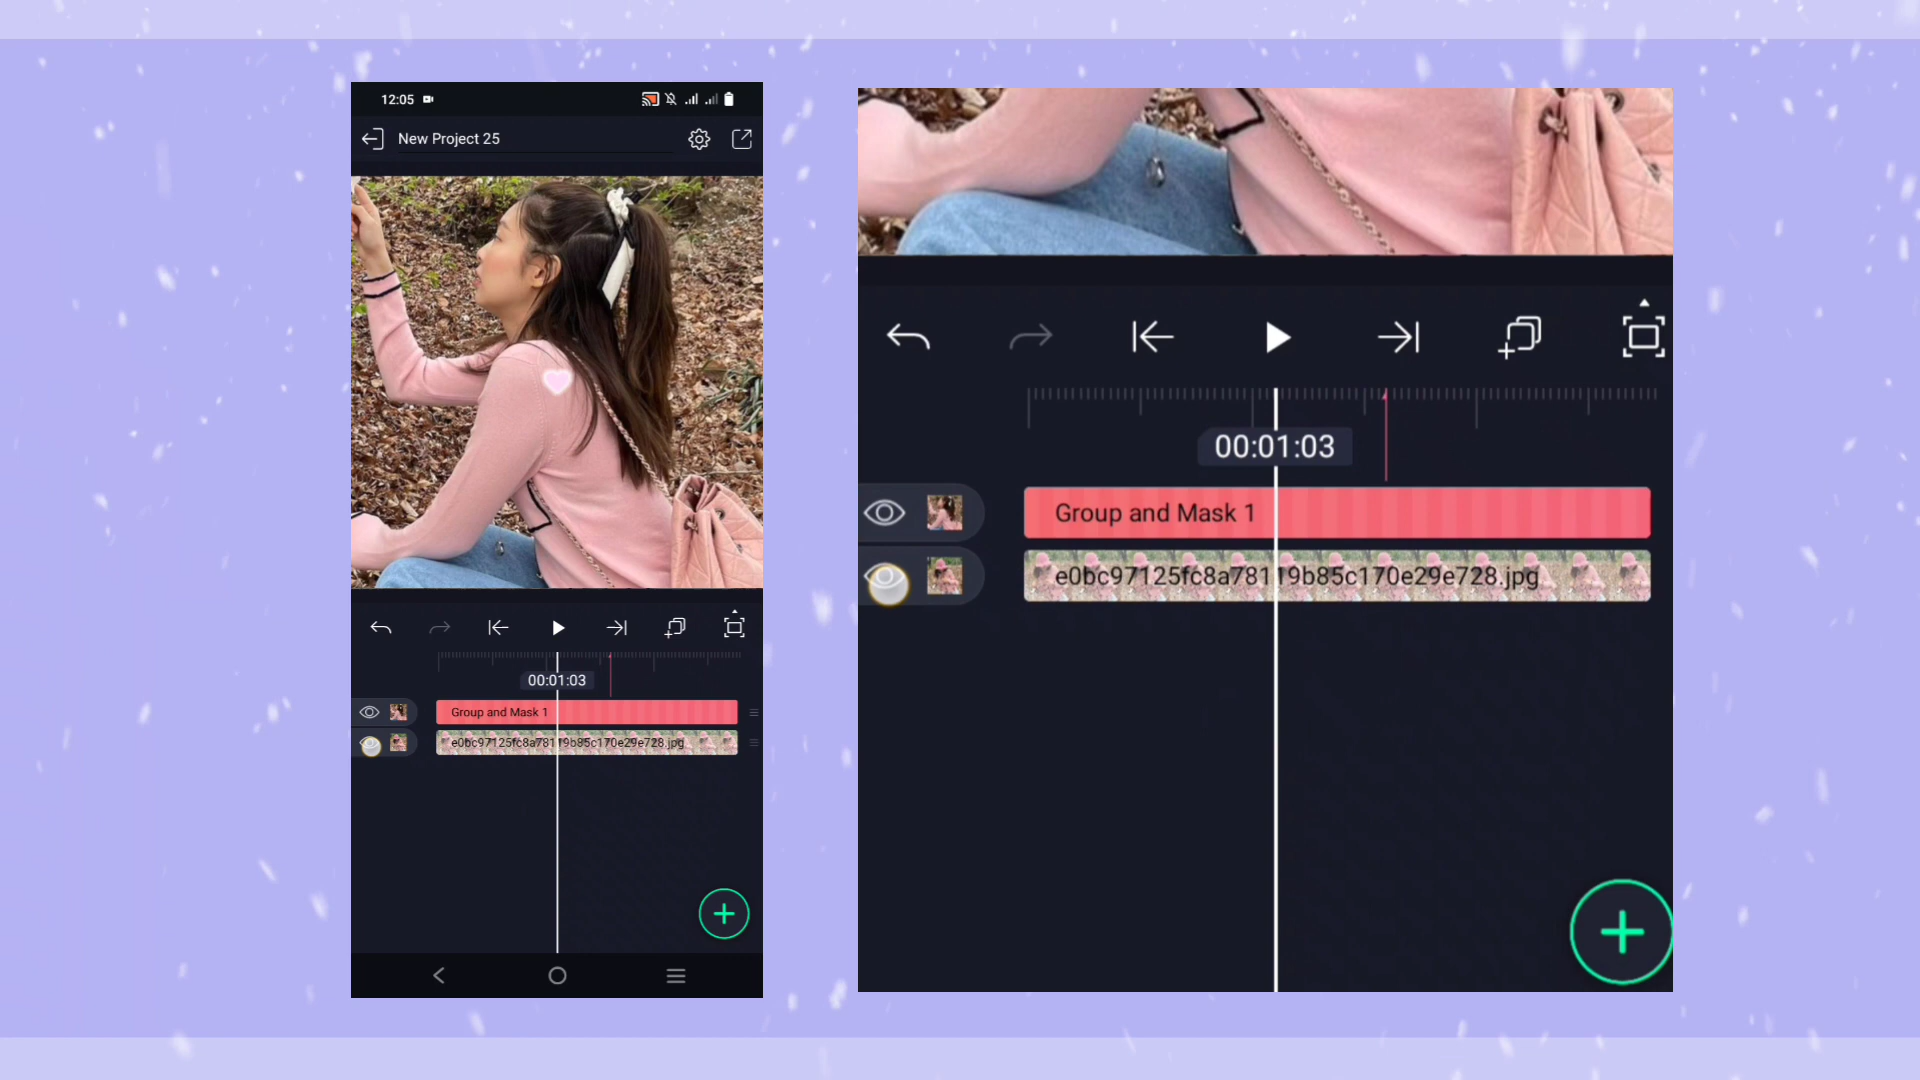 12:05
New Project 25
00:01:03
Group and Mask 1
e0bc97125fc8a78119b85c170e29e728.jpg
00:01:03
Group and Mask 1
e0bc97125fc8a78119b85c170e29e728.jpg